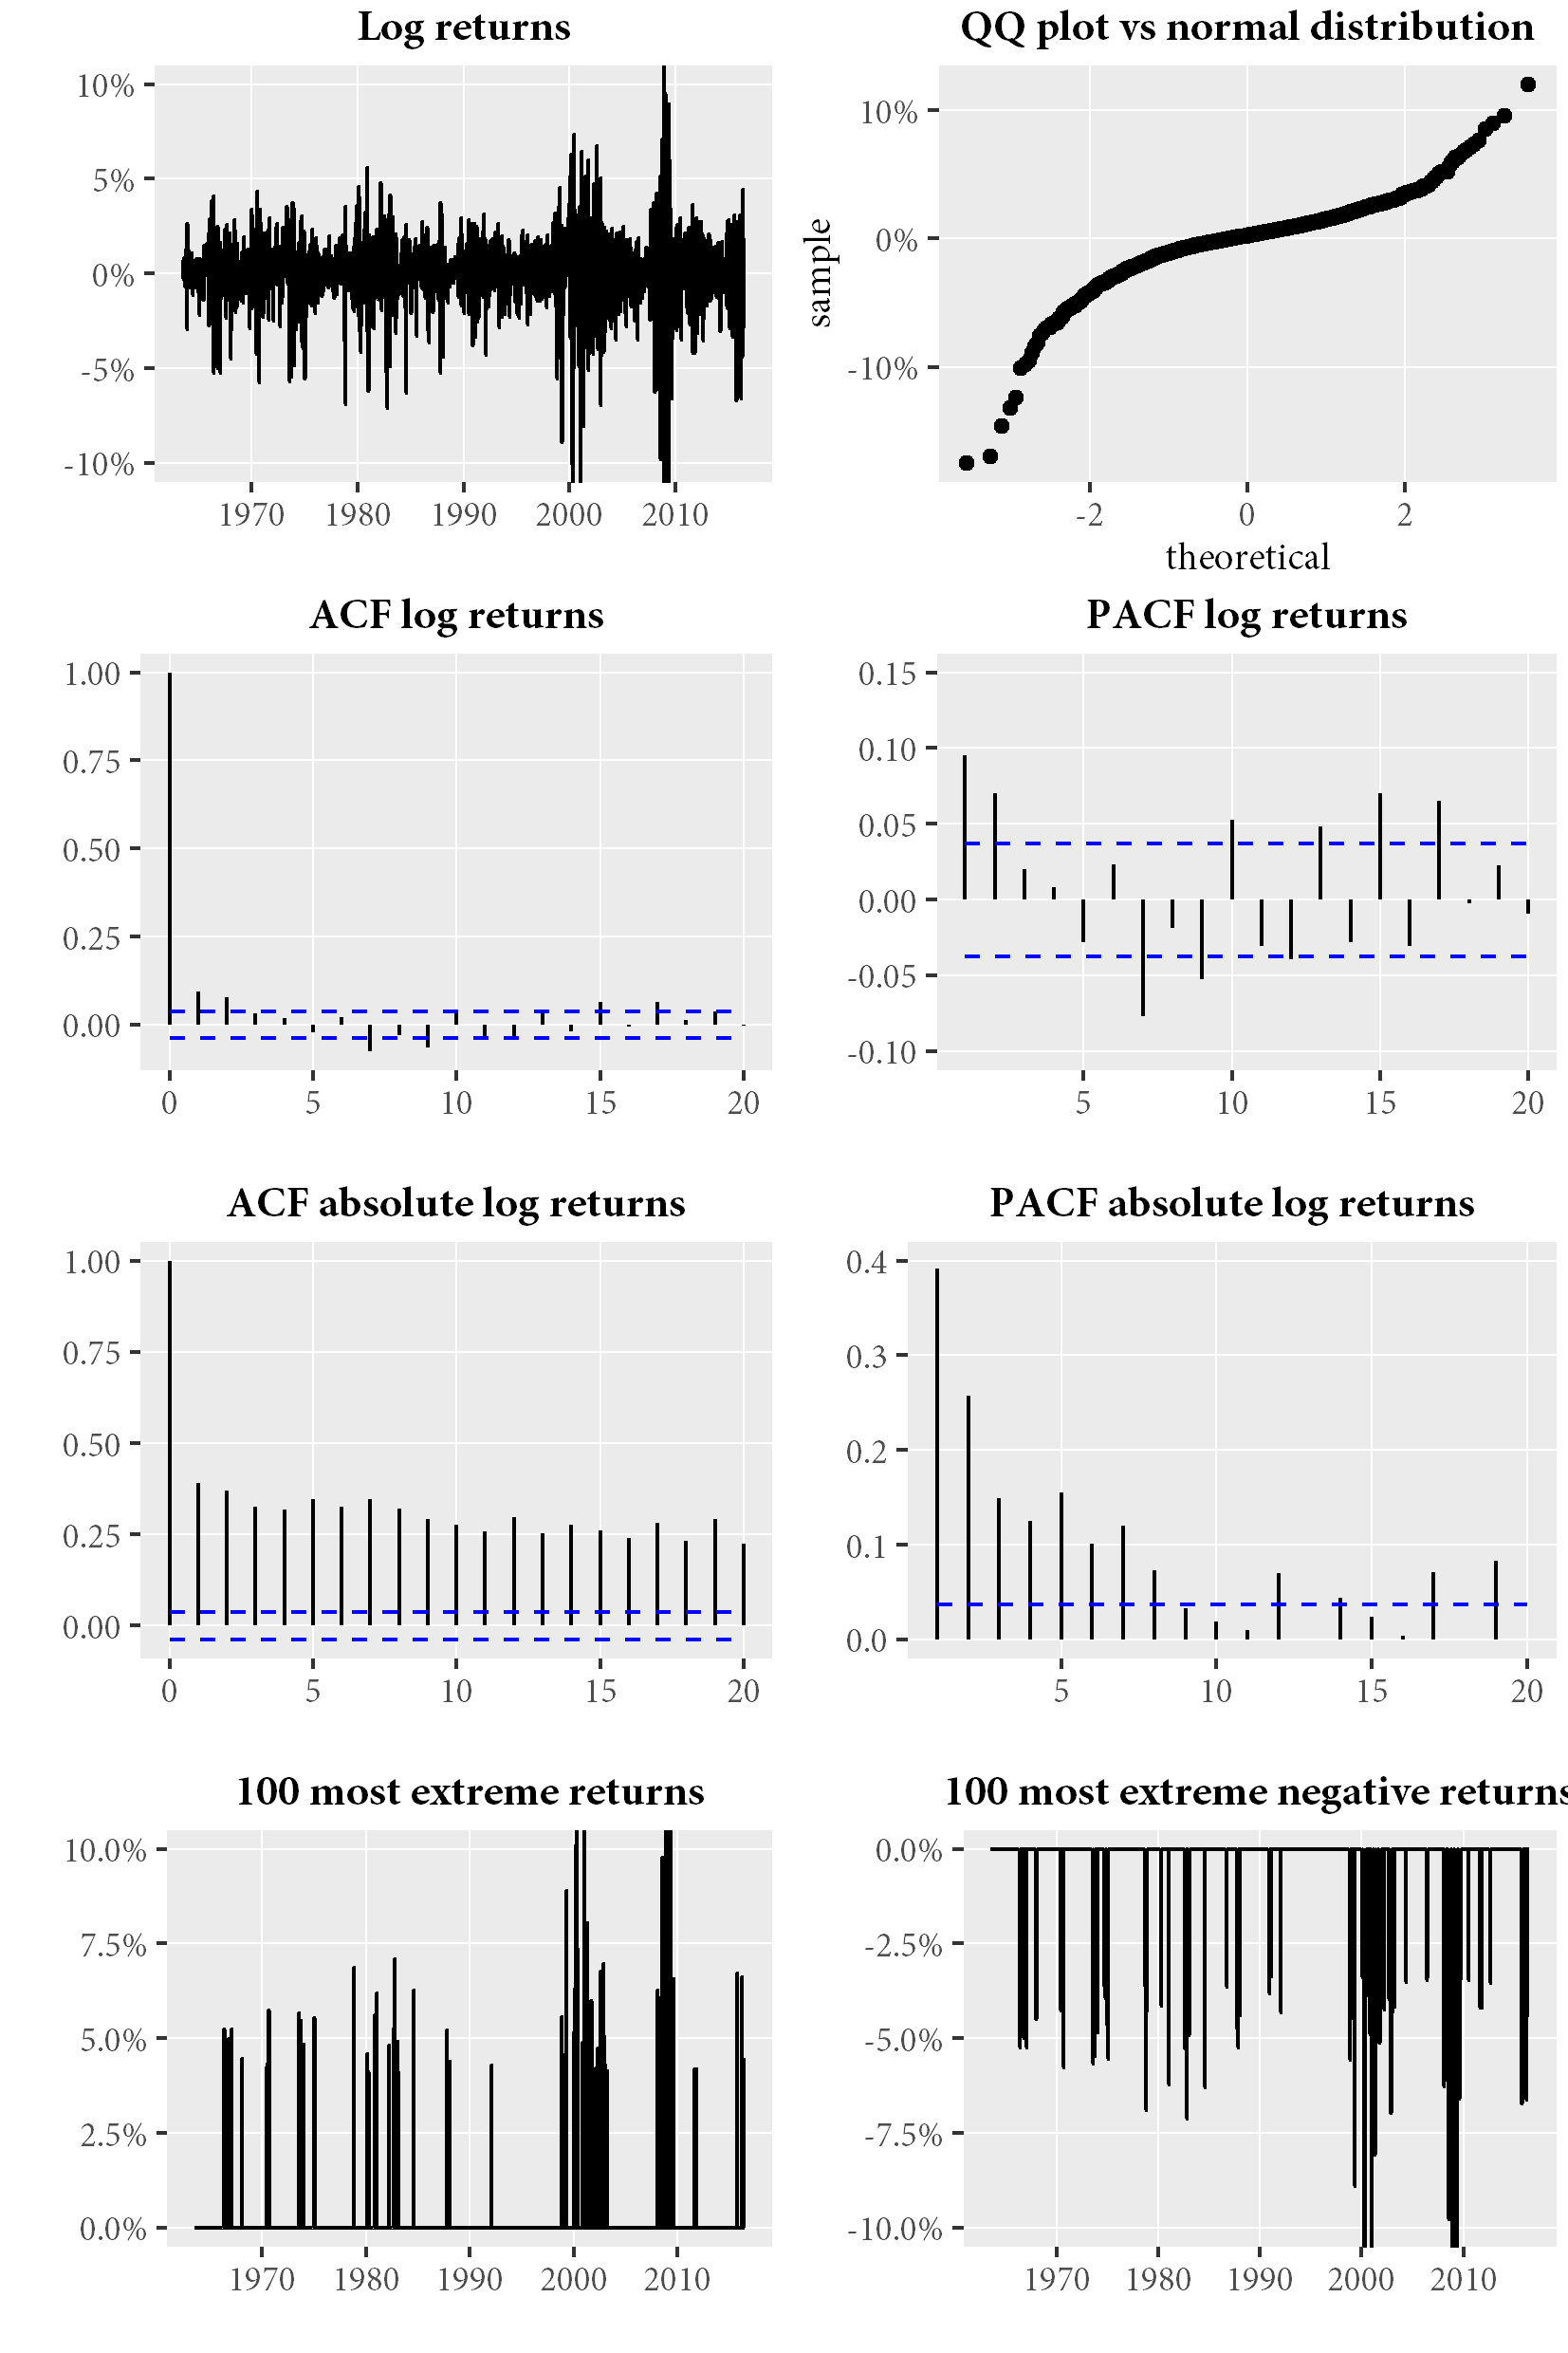 Log returns
10%
5%
0%
-5%
-10%
1970 1980 1990 2000 2010
QQ plot vs normal distribution
10%
0%
-10%
sample
-2 0 2
theoretical
ACF log returns
1.00
0.75
0.50
0.25
0.00
0 5 10 15 20
PACF log returns
0.15
0.10
0.05
0.00
-0.05
-0.10
5 10 15 20
ACF absolute log returns
1.00
0.75
0.50
0.25
0.00
0 5 10 15 20
PACF absolute log returns
0.4
0.3
0.2
0.1
0.0
5 10 15 20
100 most extreme returns
10.0%
7.5%
5.0%
2.5%
0.0%
1970 1980 1990 2000 2010
100 most extreme negative returns
0.0%
-2.5%
-5.0%
-7.5%
-10.0%
1970 1980 1990 2000 2010